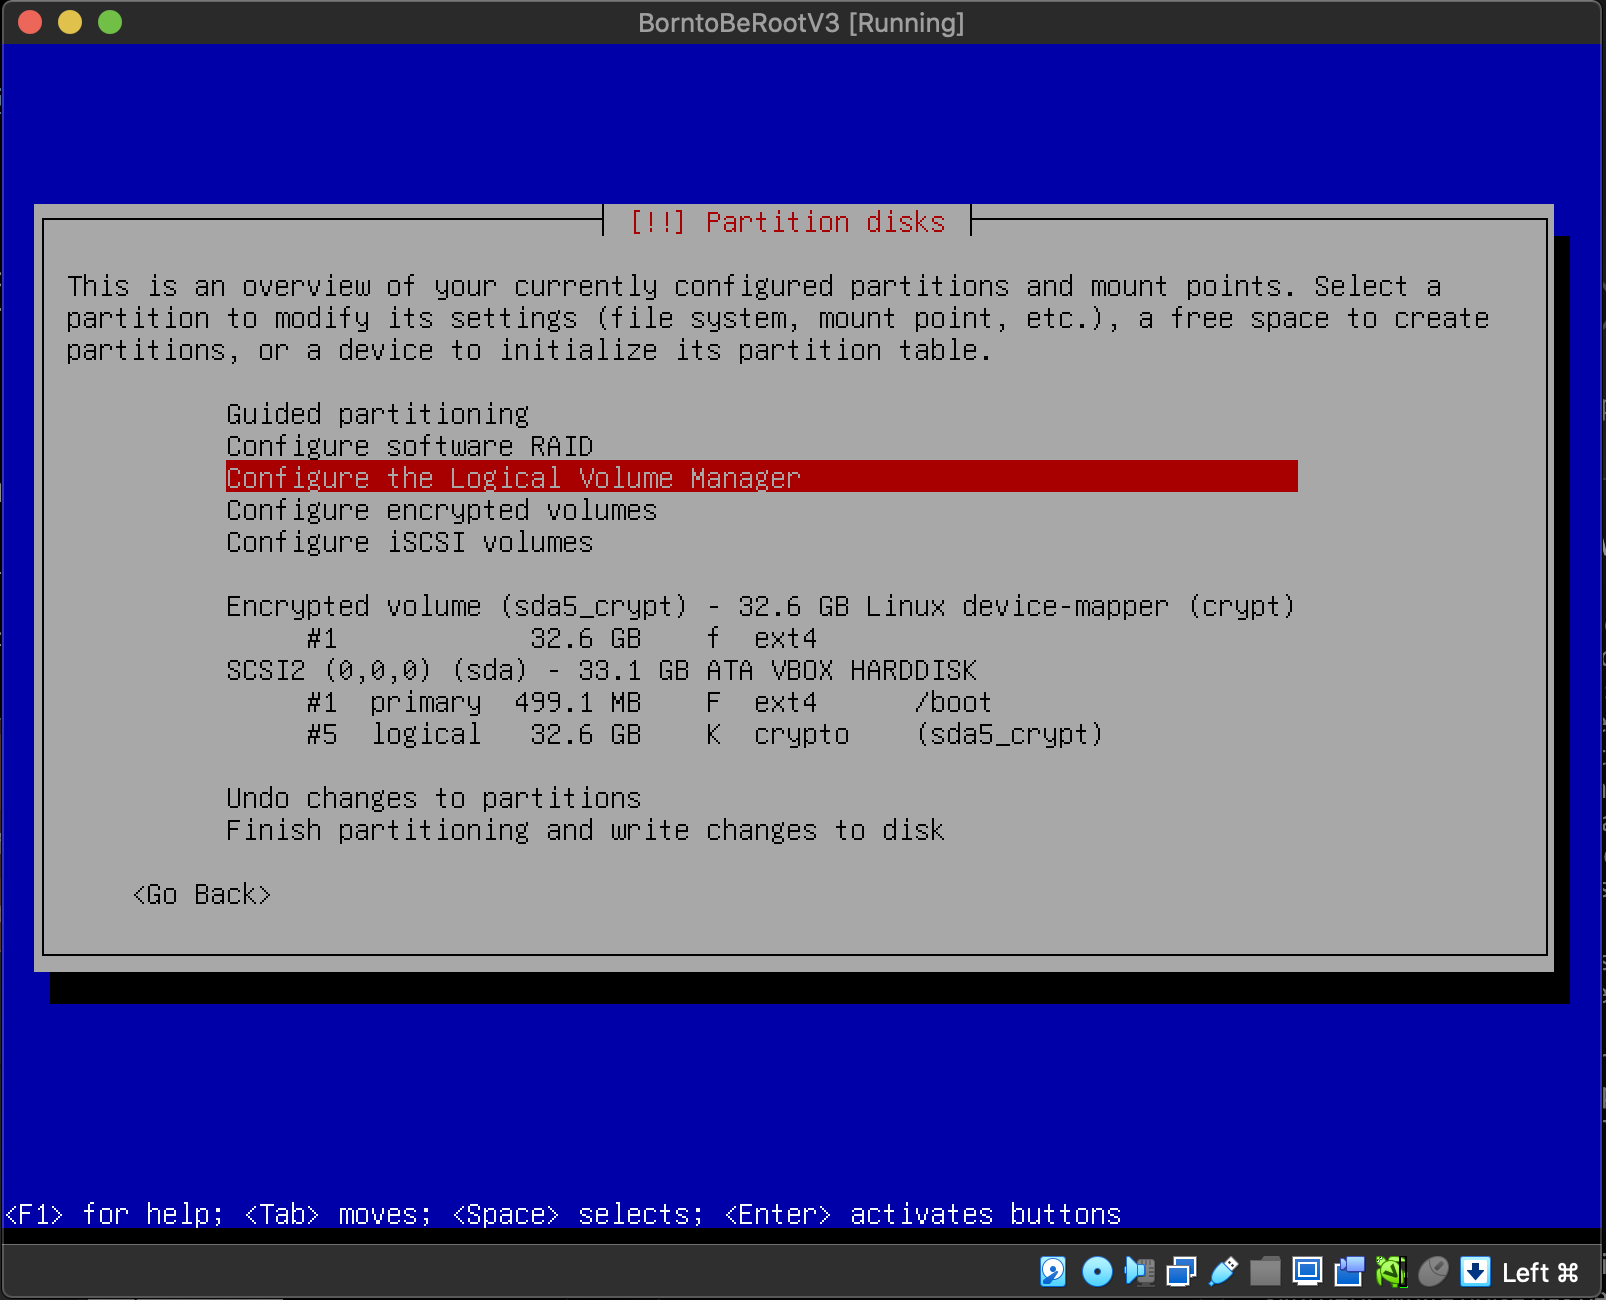 BorntoBeRootV3 [Running]
[!!] Partition disks
This is an overview of your currently configured partitions and mount points. Select a
partition to modify its settings (file system, mount point, etc.), a free space to create
partitions, or a device to initialize its partition table.
Guided partitioning
Configure software RAID
Configure the Logical Volume Manager
Configure encrypted volumes
Configure iSCSI volumes
Encrypted volume (sda5_crypt) - 32.6 GB Linux device-mapper (crypt)
#1 32.6 GB f ext4
SCSI2 (0,0,0) (sda) - 33.1 GB ATA VBOX HARDDISK
#1 primary 499.1 MB F ext4 /boot
#5 logical 32.6 GB K crypto (sda5_crypt)
Undo changes to partitions
Finish partitioning and write changes to disk
<Go Back>
<F1> for help; <Tab> moves; <Space> selects; <Enter> activates buttons
Left ⌘